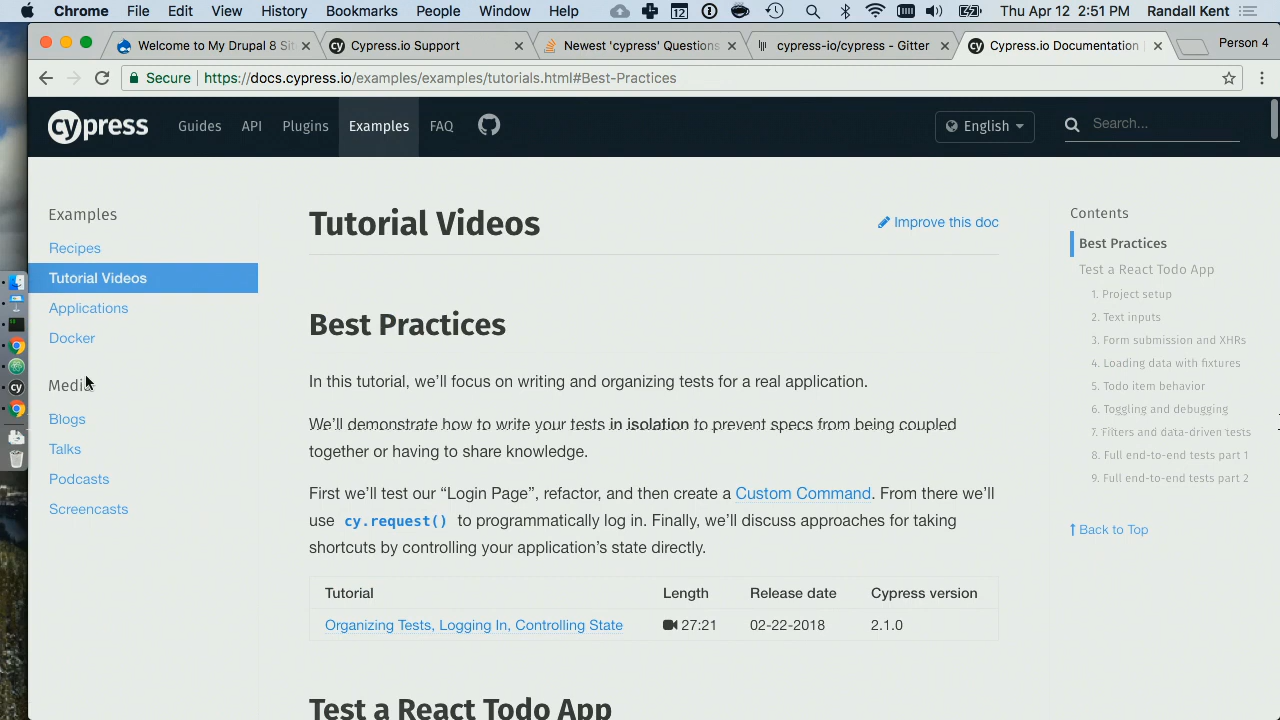 Chrome File Edit View History Bookmarks People Window Help 12 Thu Apr 12 2:51 PM Randall Kent
Welcome to My Drupal 8 Sit
Cypress.io Support
Newest 'cypress' Questions
cypress-io/cypress - Gitter
Cypress.io Documentation
Person 4
Secure https://docs.cypress.io/examples/examples/tutorials.html#Best-Practices
cypress Guides API Plugins Examples FAQ English Search...
Examples
Recipes
Tutorial Videos
Applications
Docker
Media
Blogs
Talks
Podcasts
Screencasts
Tutorial Videos
Improve this doc
Best Practices
In this tutorial, we'll focus on writing and organizing tests for a real application.
We'll demonstrate how to write your tests in isolation to prevent specs from being coupled
together or having to share knowledge.
First we'll test our “Login Page”, refactor, and then create a Custom Command. From there we'll
use cy.request() to programmatically log in. Finally, we'll discuss approaches for taking
shortcuts by controlling your application's state directly.
Tutorial Length Release date Cypress version
Organizing Tests, Logging In, Controlling State 27:21 02-22-2018 2.1.0
Test a React Todo App
Contents
Best Practices
Test a React Todo App
1. Project setup
2. Text inputs
3. Form submission and XHRs
4. Loading data with fixtures
5. Todo item behavior
6. Toggling and debugging
7. Filters and data-driven tests
8. Full end-to-end tests part 1
9. Full end-to-end tests part 2
Back to Top
cy